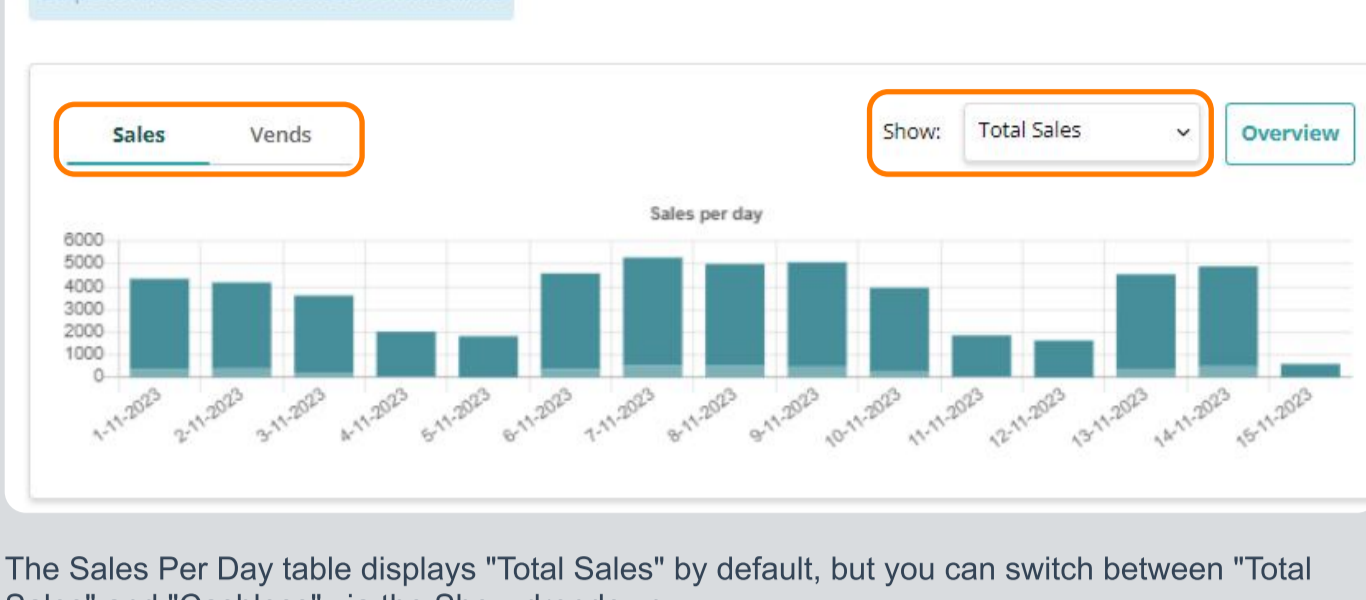 Sales Vends Show: Total Sales Overview
Sales per day
6000
5000
4000
3000
2000
1000
0
1-11-2023 2-11-2023 3-11-2023 4-11-2023 5-11-2023 6-11-2023 7-11-2023 8-11-2023 9-11-2023 10-11-2023 11-11-2023 12-11-2023 13-11-2023 14-11-2023 15-11-2023
The Sales Per Day table displays "Total Sales" by default, but you can switch between "Total